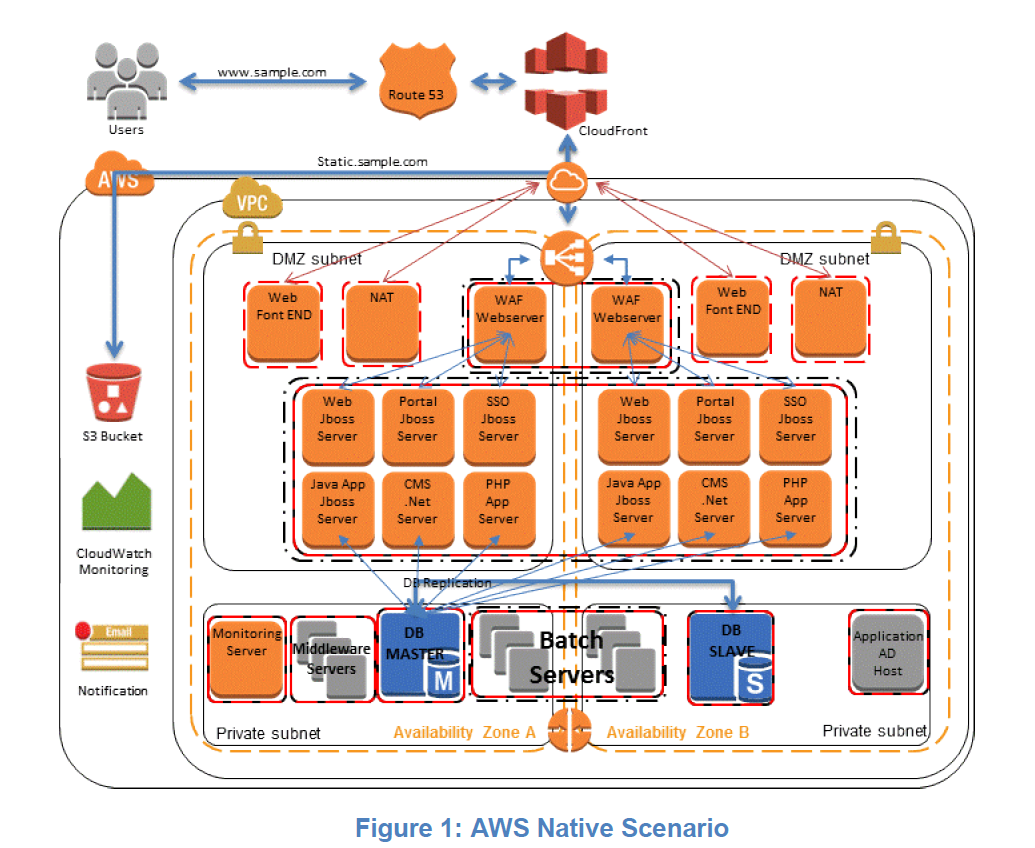 www.sample.com
Route 53
Users
CloudFront
Static.sample.com
AWS
VPC
DMZ subnet
DMZ subnet
Web
Font END
NAT
WAF
Webserver
WAF
Webserver
Web
Font END
NAT
Web
Jboss
Server
Portal
Jboss
Server
SSO
Jboss
Server
Web
Jboss
Server
Portal
Jboss
Server
SSO
Jboss
Server
S3 Bucket
Java App
Jboss
Server
CMS
.Net
Server
PHP
App
Server
Java App
Jboss
Server
CMS
.Net
Server
PHP
App
Server
CloudWatch
Monitoring
DB Replication
Email
Notification
Monitoring
Server
Middleware
Servers
DB
MASTER
M
Batch
Servers
DB
SLAVE
S
Application
AD
Host
Private subnet
Availability Zone A
Availability Zone B
Private subnet
Figure 1: AWS Native Scenario